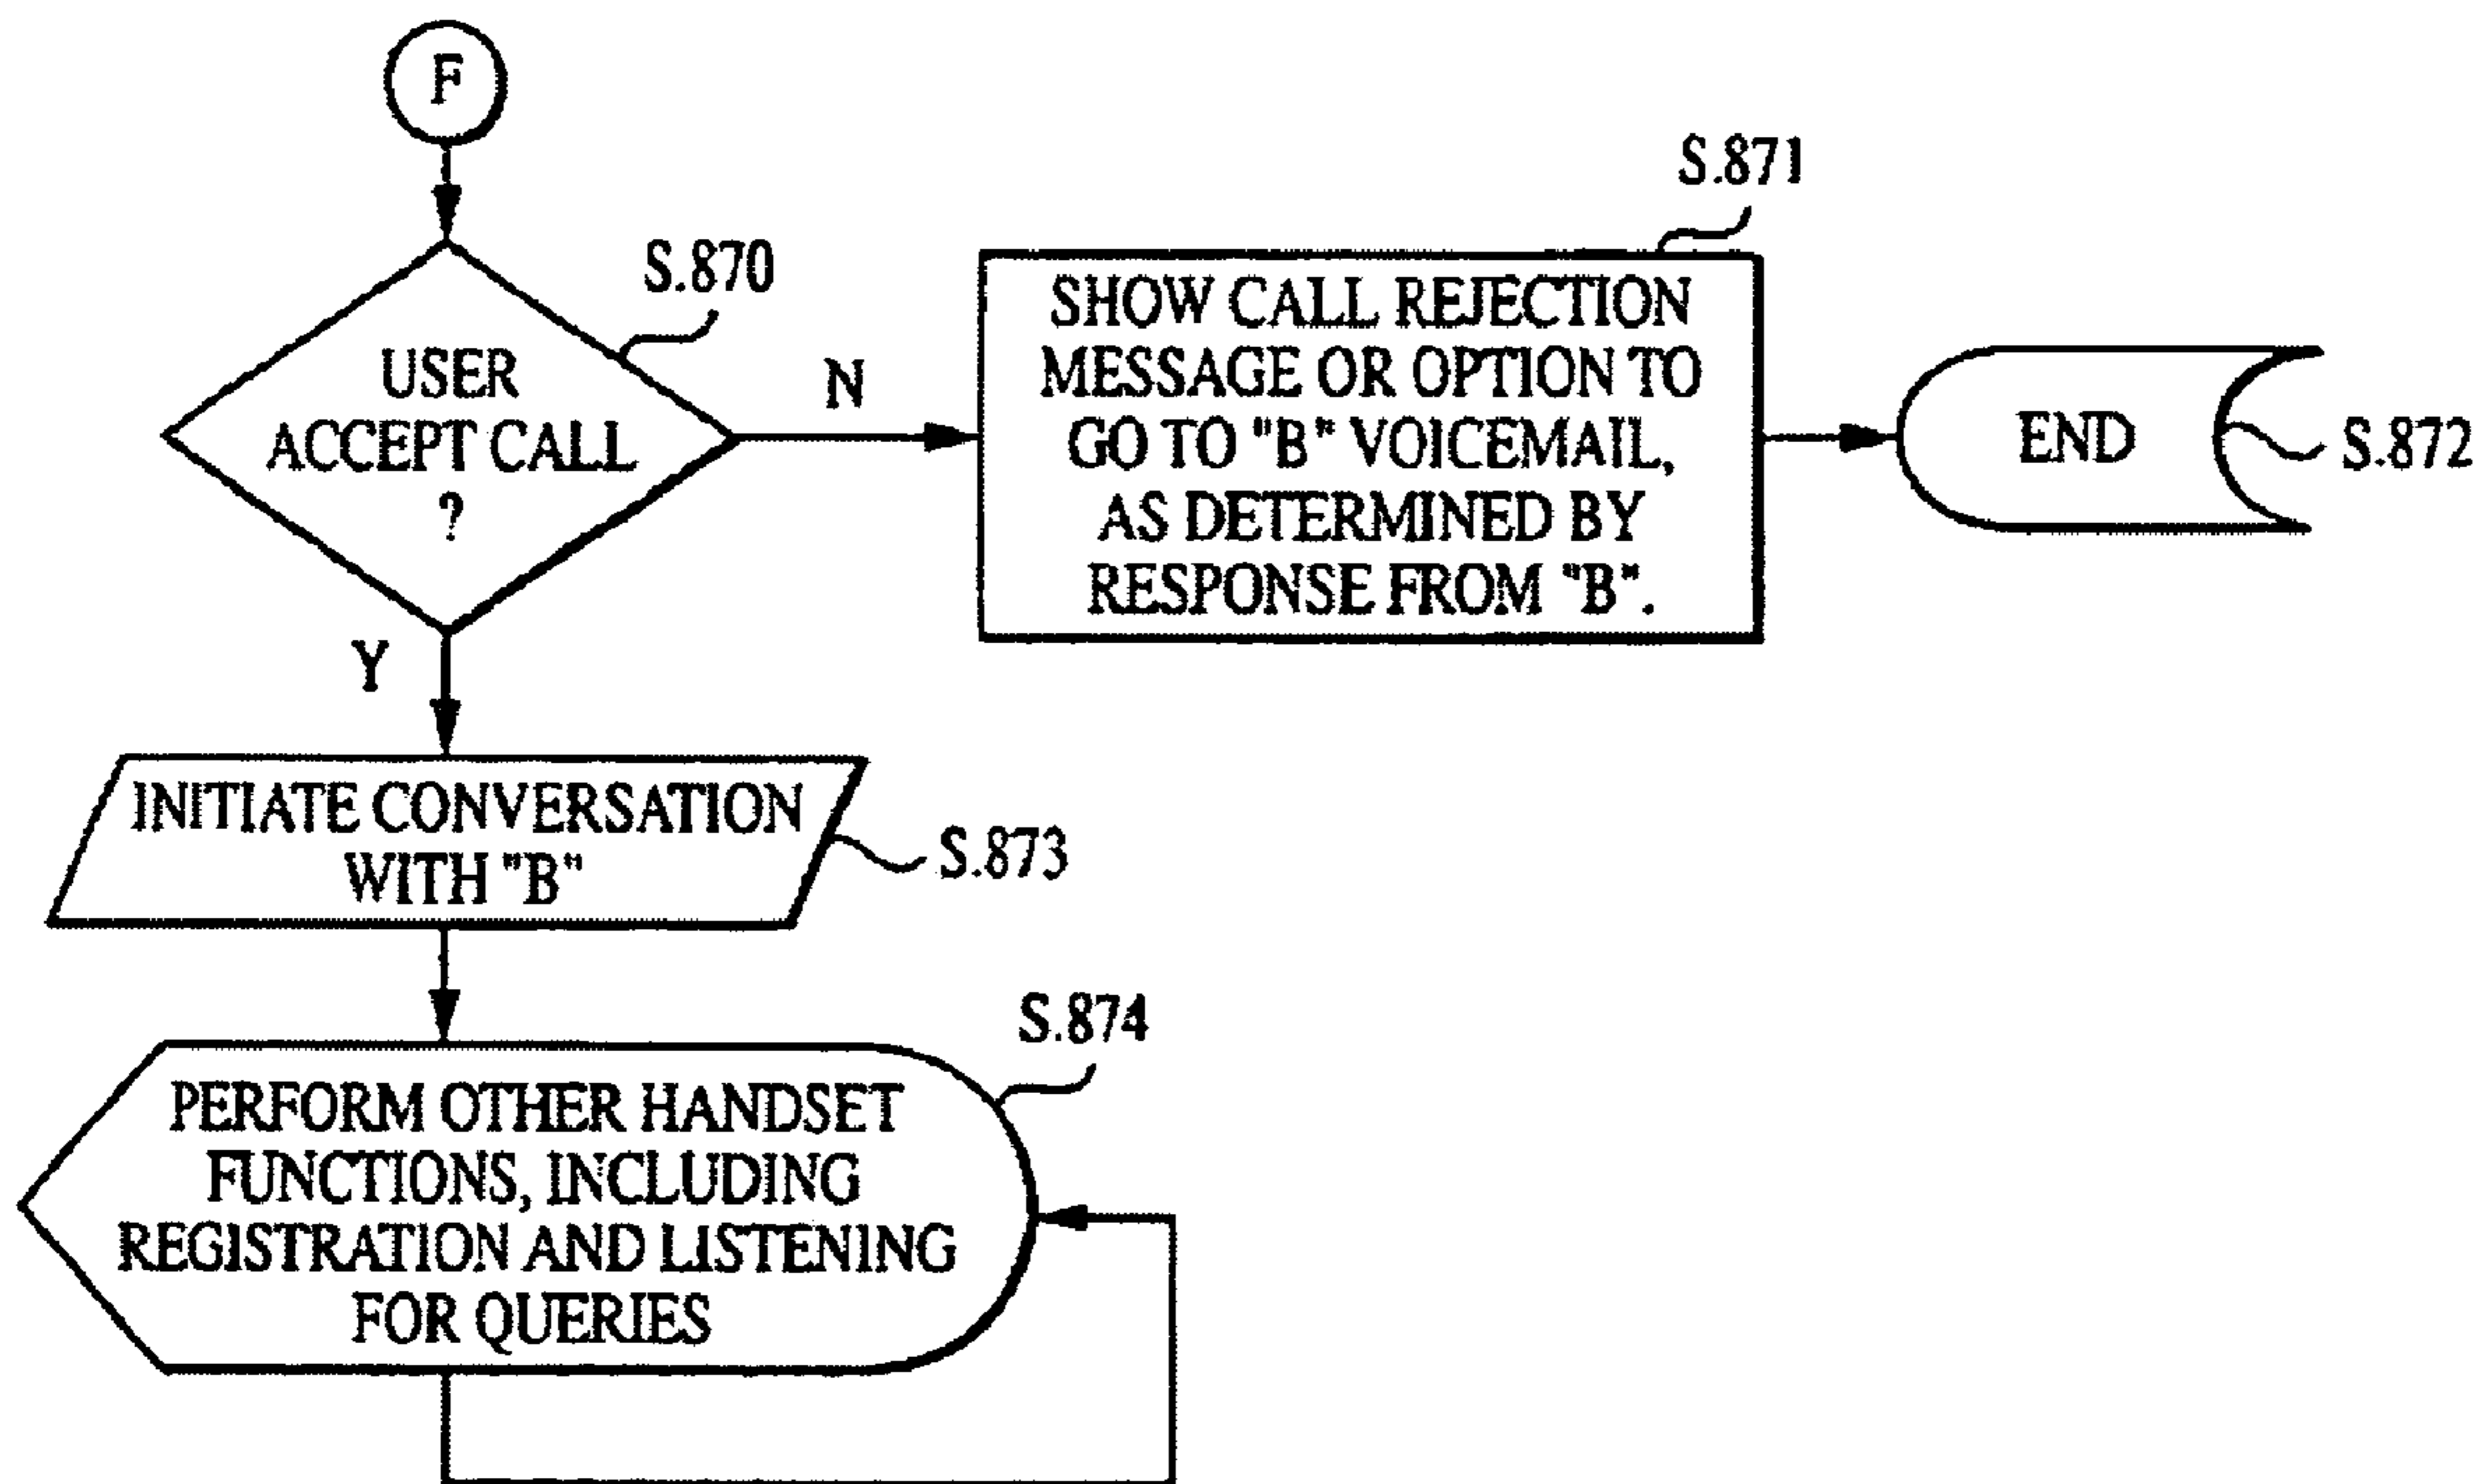 F
S.870
USER
ACCEPT CALL
?
N
Y
S.871
SHOW CALL REJECTION
MESSAGE OR OPTION TO
GO TO "B" VOICEMAIL,
AS DETERMINED BY
RESPONSE FROM "B".
END
S.872
INITIATE CONVERSATION
WITH "B"
S.873
S.874
PERFORM OTHER HANDSET
FUNCTIONS, INCLUDING
REGISTRATION AND LISTENING
FOR QUERIES